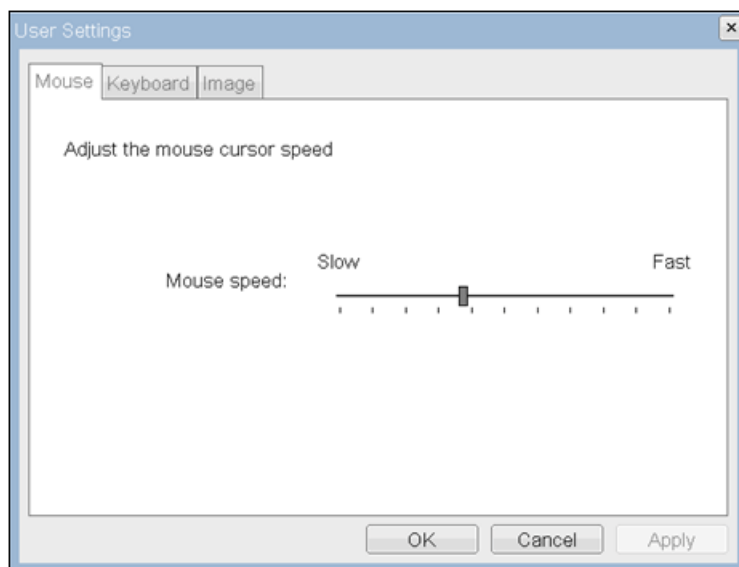 User Settings
Mouse Keyboard Image
Adjust the mouse cursor speed
Slow Fast
Mouse speed:
OK Cancel Apply